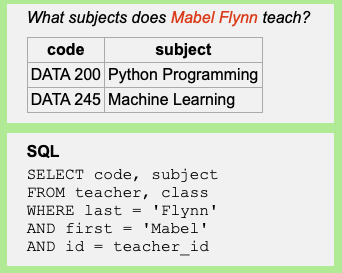 What subjects does Mabel Flynn teach?
code subject
DATA 200 Python Programming
DATA 245 Machine Learning
SQL
SELECT code, subject
FROM teacher, class
WHERE last = 'Flynn'
AND first = 'Mabel'
AND id = teacher_id